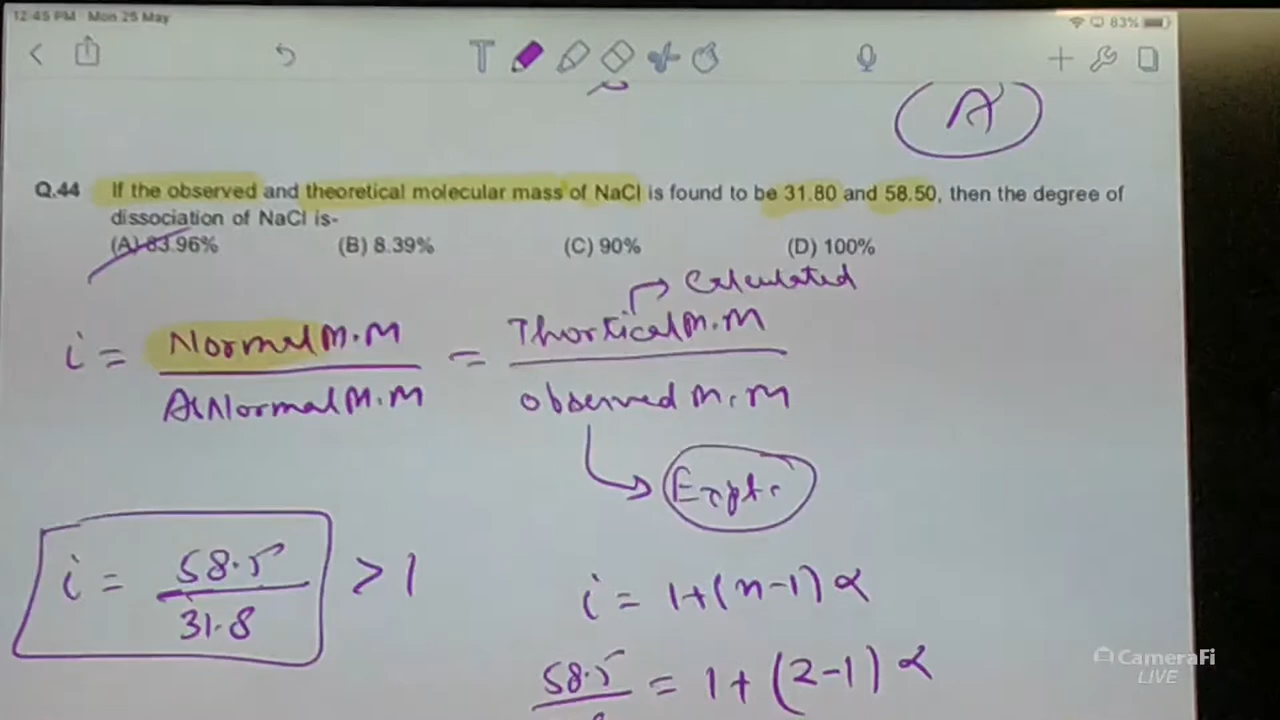 12:45 PM Mon 25 May
83%
A
Q.44 If the observed and theoretical molecular mass of NaCl is found to be 31.80 and 58.50, then the degree of
dissociation of NaCl is-
(A) 83.96% (B) 8.39% (C) 90% (D) 100%
Calculated
i = Normal M.M / AbNormal M.M = Thortical M.M / observed M.M
Expt.
i = 58.5 / 31.8 > 1
i = 1+(n-1)α
58.5 = 1+(2-1)α
CameraFi
LIVE